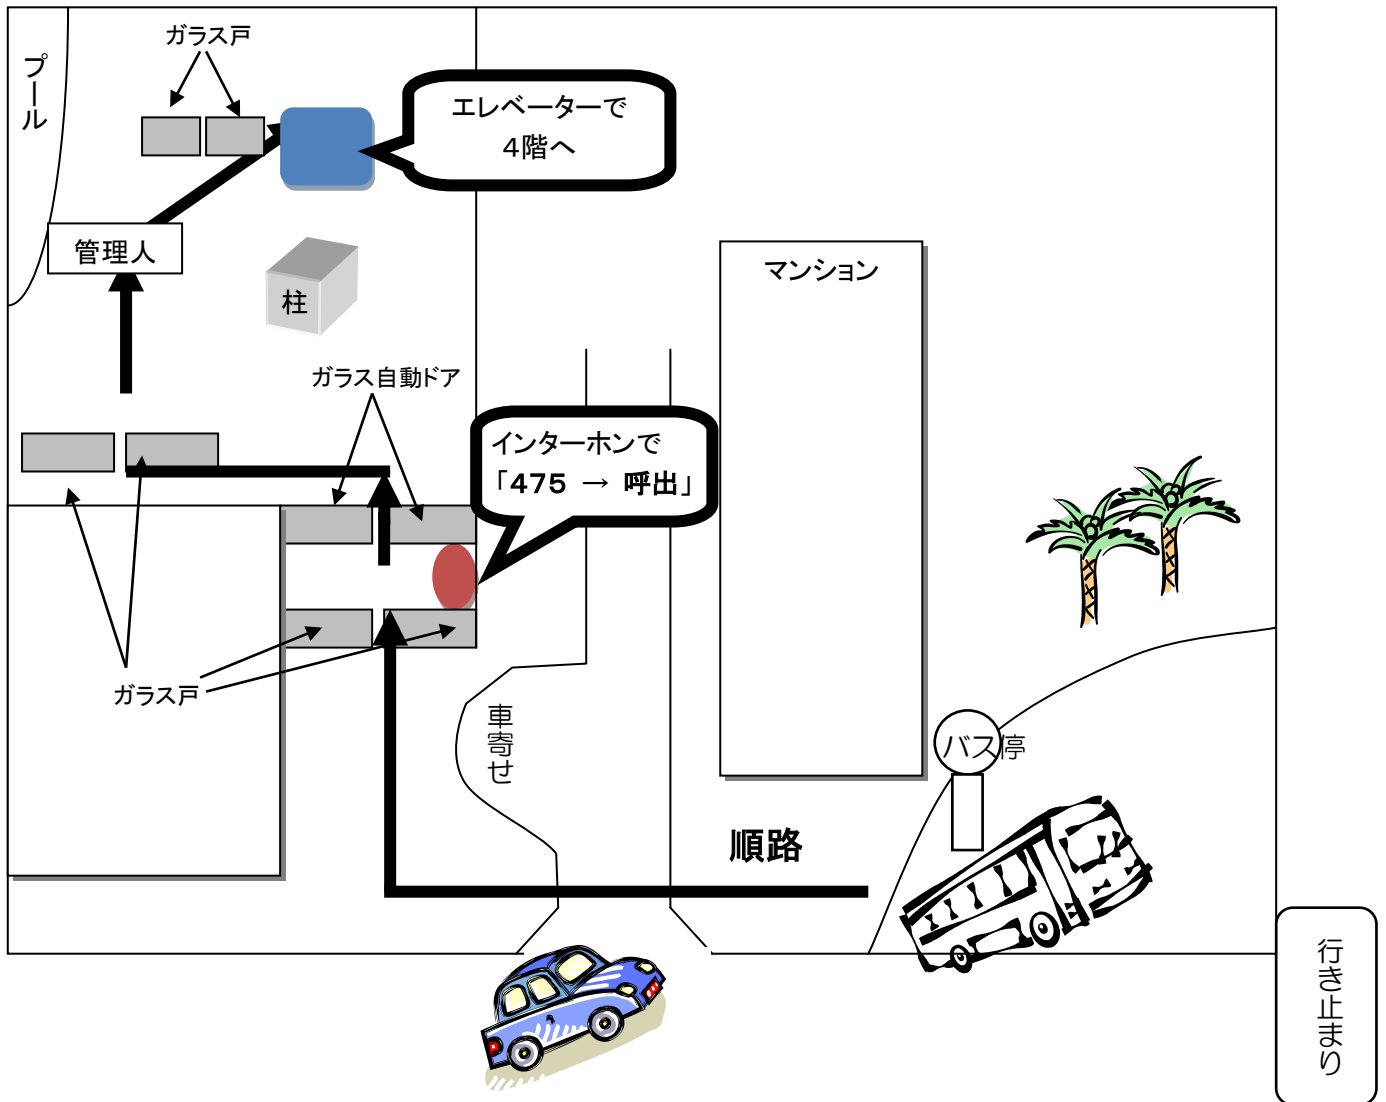 ガラス戸
プール
エレベーターで
4階へ
管理人
柱
マンション
ガラス自動ドア
インターホンで
「475 → 呼出」
ガラス戸
車寄せ
バス停
順路
行き止まり